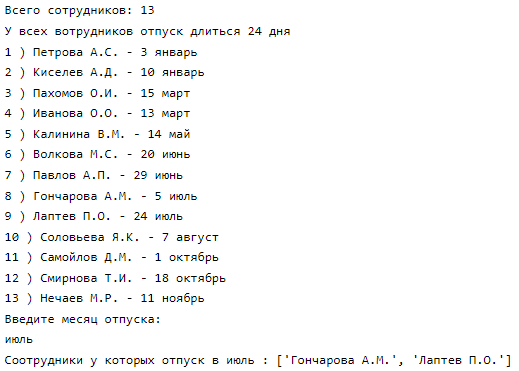 Всего сотрудников: 13
У всех вотрудников отпуск длиться 24 дня
1 ) Петрова А.С. - 3 январь
2 ) Киселев А.Д. - 10 январь
3 ) Пахомов О.И. - 15 март
4 ) Иванова О.О. - 13 март
5 ) Калинина В.М. - 14 май
6 ) Волкова М.С. - 20 июнь
7 ) Павлов А.П. - 29 июнь
8 ) Гончарова А.М. - 5 июль
9 ) Лаптев П.О. - 24 июль
10 ) Соловьева Я.К. - 7 август
11 ) Самойлов Д.М. - 1 октябрь
12 ) Смирнова Т.И. - 18 октябрь
13 ) Нечаев М.Р. - 11 ноябрь
Введите месяц отпуска:
июль
Соотрудники у которых отпуск в июль : ['Гончарова А.М.', 'Лаптев П.О.']